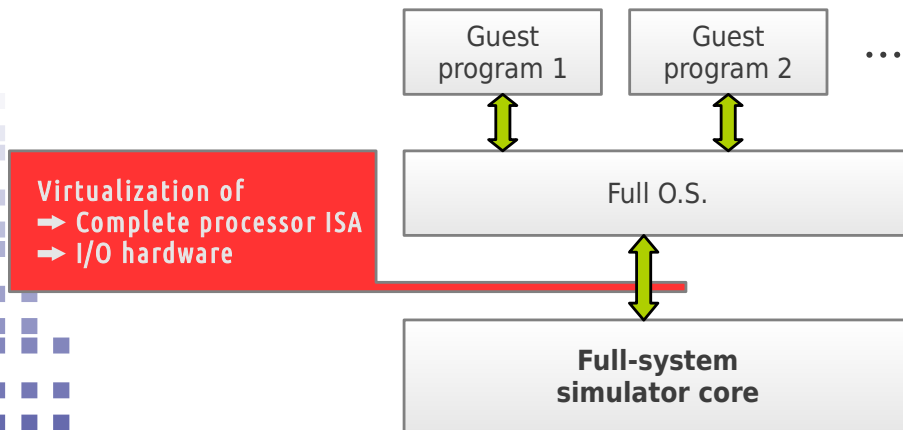 Guest
program 1
Guest
program 2
...
Virtualization of
➡ Complete processor ISA
➡ I/O hardware
Full O.S.
Full-system
simulator core